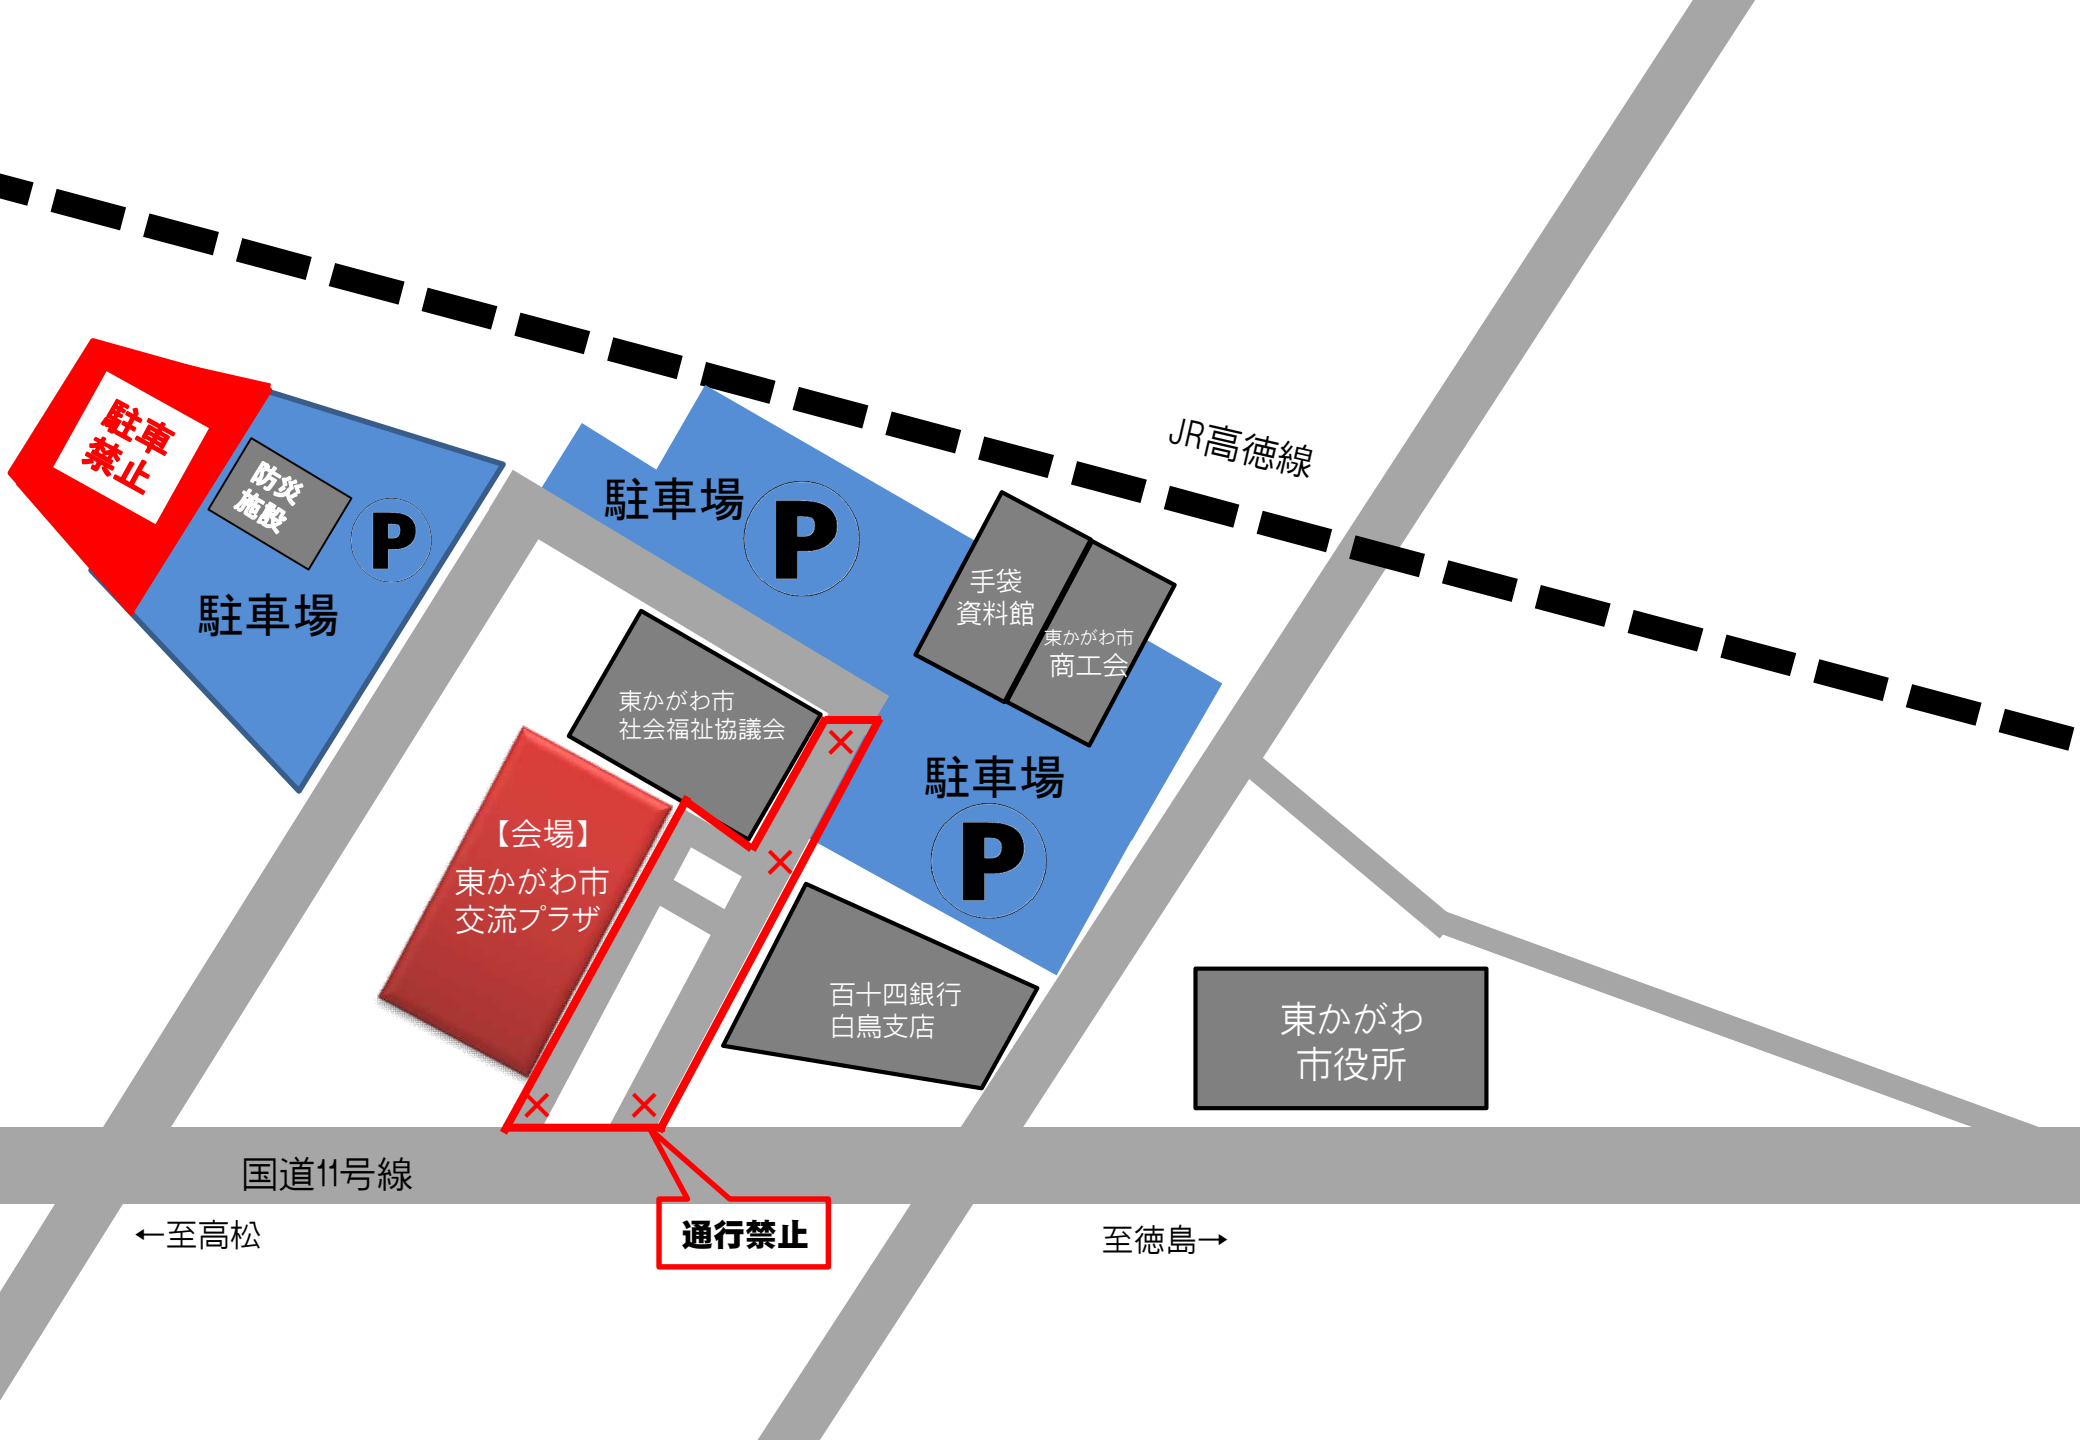 JR高徳線
駐車
禁止
防災
施設
P
駐車場
駐車場
P
手袋
資料館
東かがわ市
商工会
東かがわ市
社会福祉協議会
駐車場
P
【会場】
東かがわ市
交流プラザ
百十四銀行
白鳥支店
東かがわ
市役所
国道11号線
←至高松
通行禁止
至徳島→